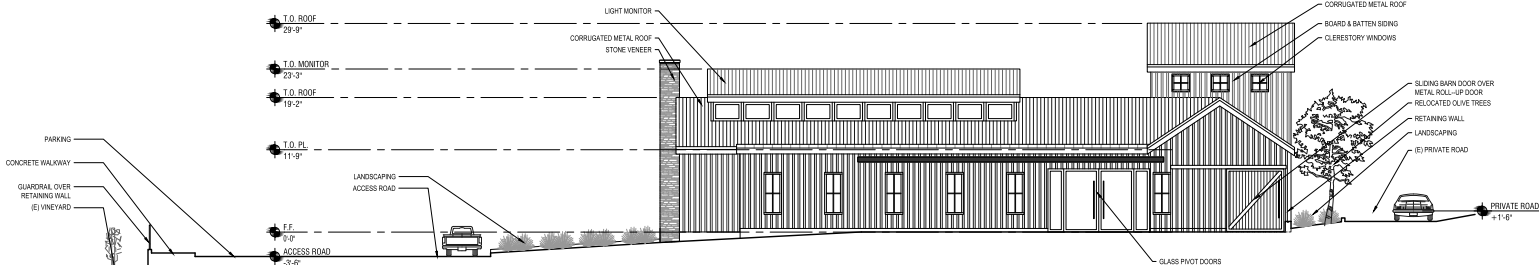 T.O. ROOF
29'-9"
T.O. MONITOR
23'-3"
T.O. ROOF
19'-2"
T.O. PL.
11'-9"
F.F.
0'-0"
ACCESS ROAD
-3'-6"
PARKING
CONCRETE WALKWAY
GUARDRAIL OVER
RETAINING WALL
(E) VINEYARD
LANDSCAPING
ACCESS ROAD
LIGHT MONITOR
CORRUGATED METAL ROOF
STONE VENEER
CORRUGATED METAL ROOF
BOARD & BATTEN SIDING
CLERESTORY WINDOWS
SLIDING BARN DOOR OVER
METAL ROLL-UP DOOR
RELOCATED OLIVE TREES
RETAINING WALL
LANDSCAPING
(E) PRIVATE ROAD
PRIVATE ROAD
+1'-6"
GLASS PIVOT DOORS